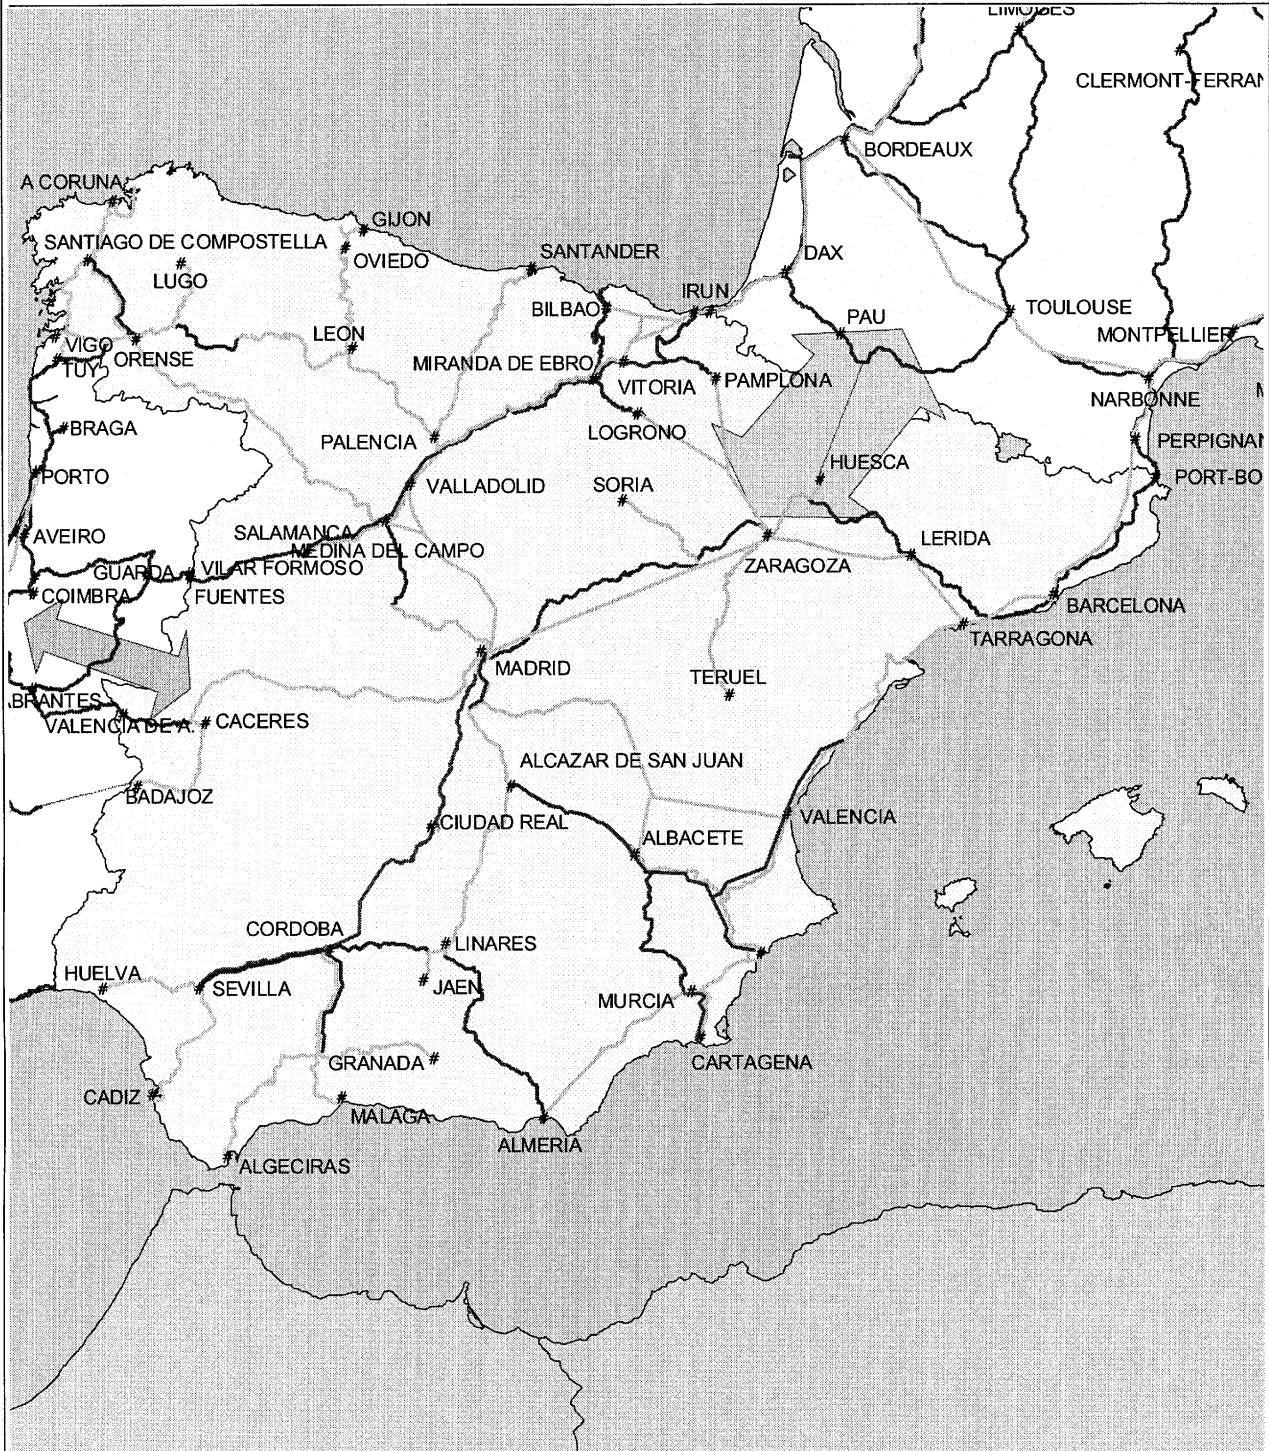 LIMOGES
CLERMONT-FERRAN
BORDEAUX
A CORUNA
GIJON
SANTIAGO DE COMPOSTELLA
OVIEDO
SANTANDER
DAX
LUGO
IRUN
BILBAO
TOULOUSE
PAU
MONTPELLIER
VIGO
ORENSE
LEON
MIRANDA DE EBRO
TUY
VITORIA
PAMPLONA
NARBONNE
BRAGA
PALENCIA
LOGRONO
PERPIGNAN
HUESCA
PORTO
VALLADOLID
SORIA
PORT-BO
AVEIRO
SALAMANCA
MEDINA DEL CAMPO
LERIDA
GUARDA
VILAR FORMOSO
ZARAGOZA
COIMBRA
FUENTES
BARCELONA
TARRAGONA
MADRID
TERUEL
ABRANTES
VALENCIA DE A.
CACERES
ALCAZAR DE SAN JUAN
BADAJOZ
CIUDAD REAL
VALENCIA
ALBACETE
CORDOBA
LINARES
HUELVA
SEVILLA
JAEN
MURCIA
GRANADA
CARTAGENA
CADIZ
MALAGA
ALMERIA
ALGECIRAS